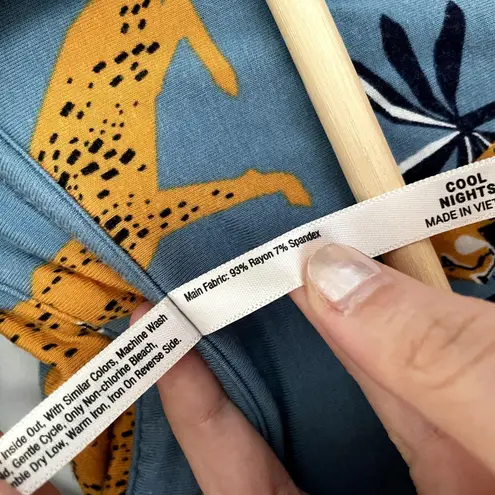 Inside Out, With Similar Colors, Machine Wash
Gentle Cycle, Only Non-chlorine Bleach,
Dry Low, Warm Iron, Iron On Reverse Side.
Main Fabric: 93% Rayon 7% Spandex
COOL
NIGHTS
MADE IN VIET